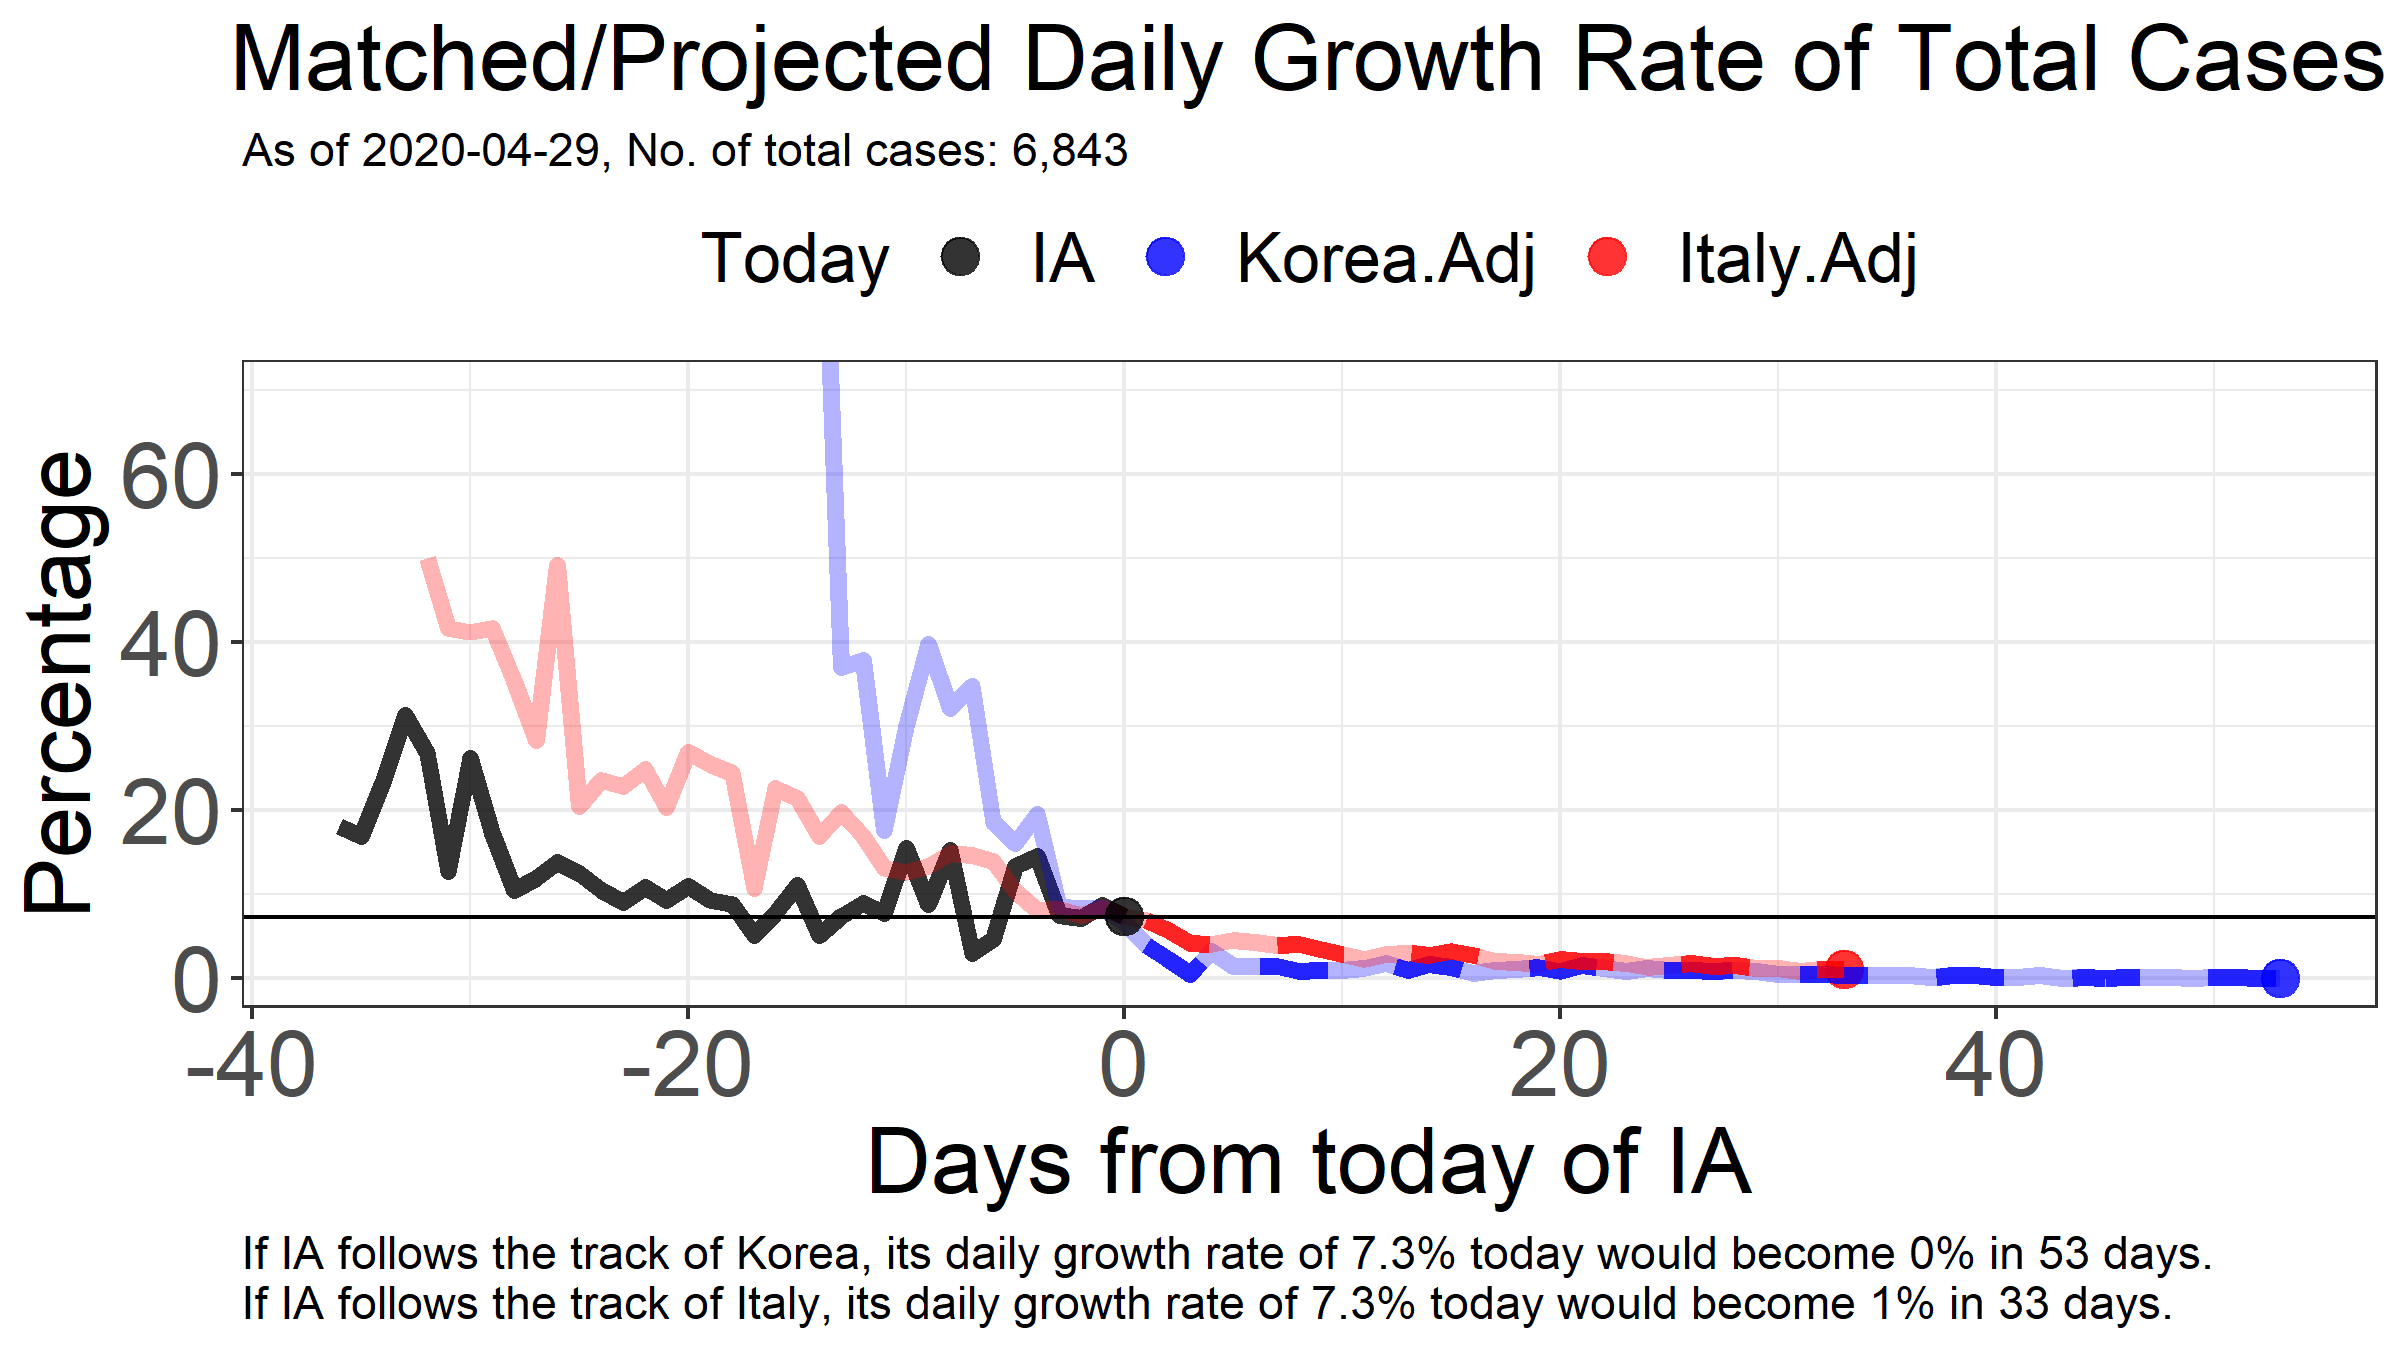 Matched/Projected Daily Growth Rate of Total Cases
As of 2020-04-29, No. of total cases: 6,843
Today IA Korea.Adj Italy.Adj
Percentage
60
40
20
0
-40 -20 0 20 40
Days from today of IA
If IA follows the track of Korea, its daily growth rate of 7.3% today would become 0% in 53 days.
If IA follows the track of Italy, its daily growth rate of 7.3% today would become 1% in 33 days.